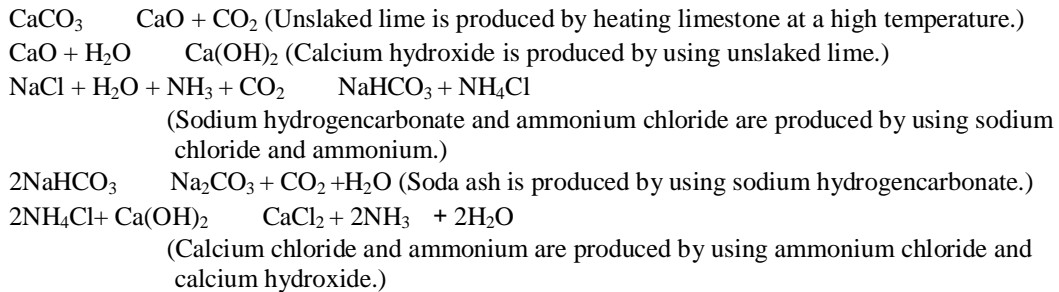 CaCO₃ CaO + CO₂ (Unslaked lime is produced by heating limestone at a high temperature.)
CaO + H₂O Ca(OH)₂ (Calcium hydroxide is produced by using unslaked lime.)
NaCl + H₂O + NH₃ + CO₂ NaHCO₃ + NH₄Cl
(Sodium hydrogencarbonate and ammonium chloride are produced by using sodium
chloride and ammonium.)
2NaHCO₃ Na₂CO₃ + CO₂ +H₂O (Soda ash is produced by using sodium hydrogencarbonate.)
2NH₄Cl+ Ca(OH)₂ CaCl₂ + 2NH₃ + 2H₂O
(Calcium chloride and ammonium are produced by using ammonium chloride and
calcium hydroxide.)